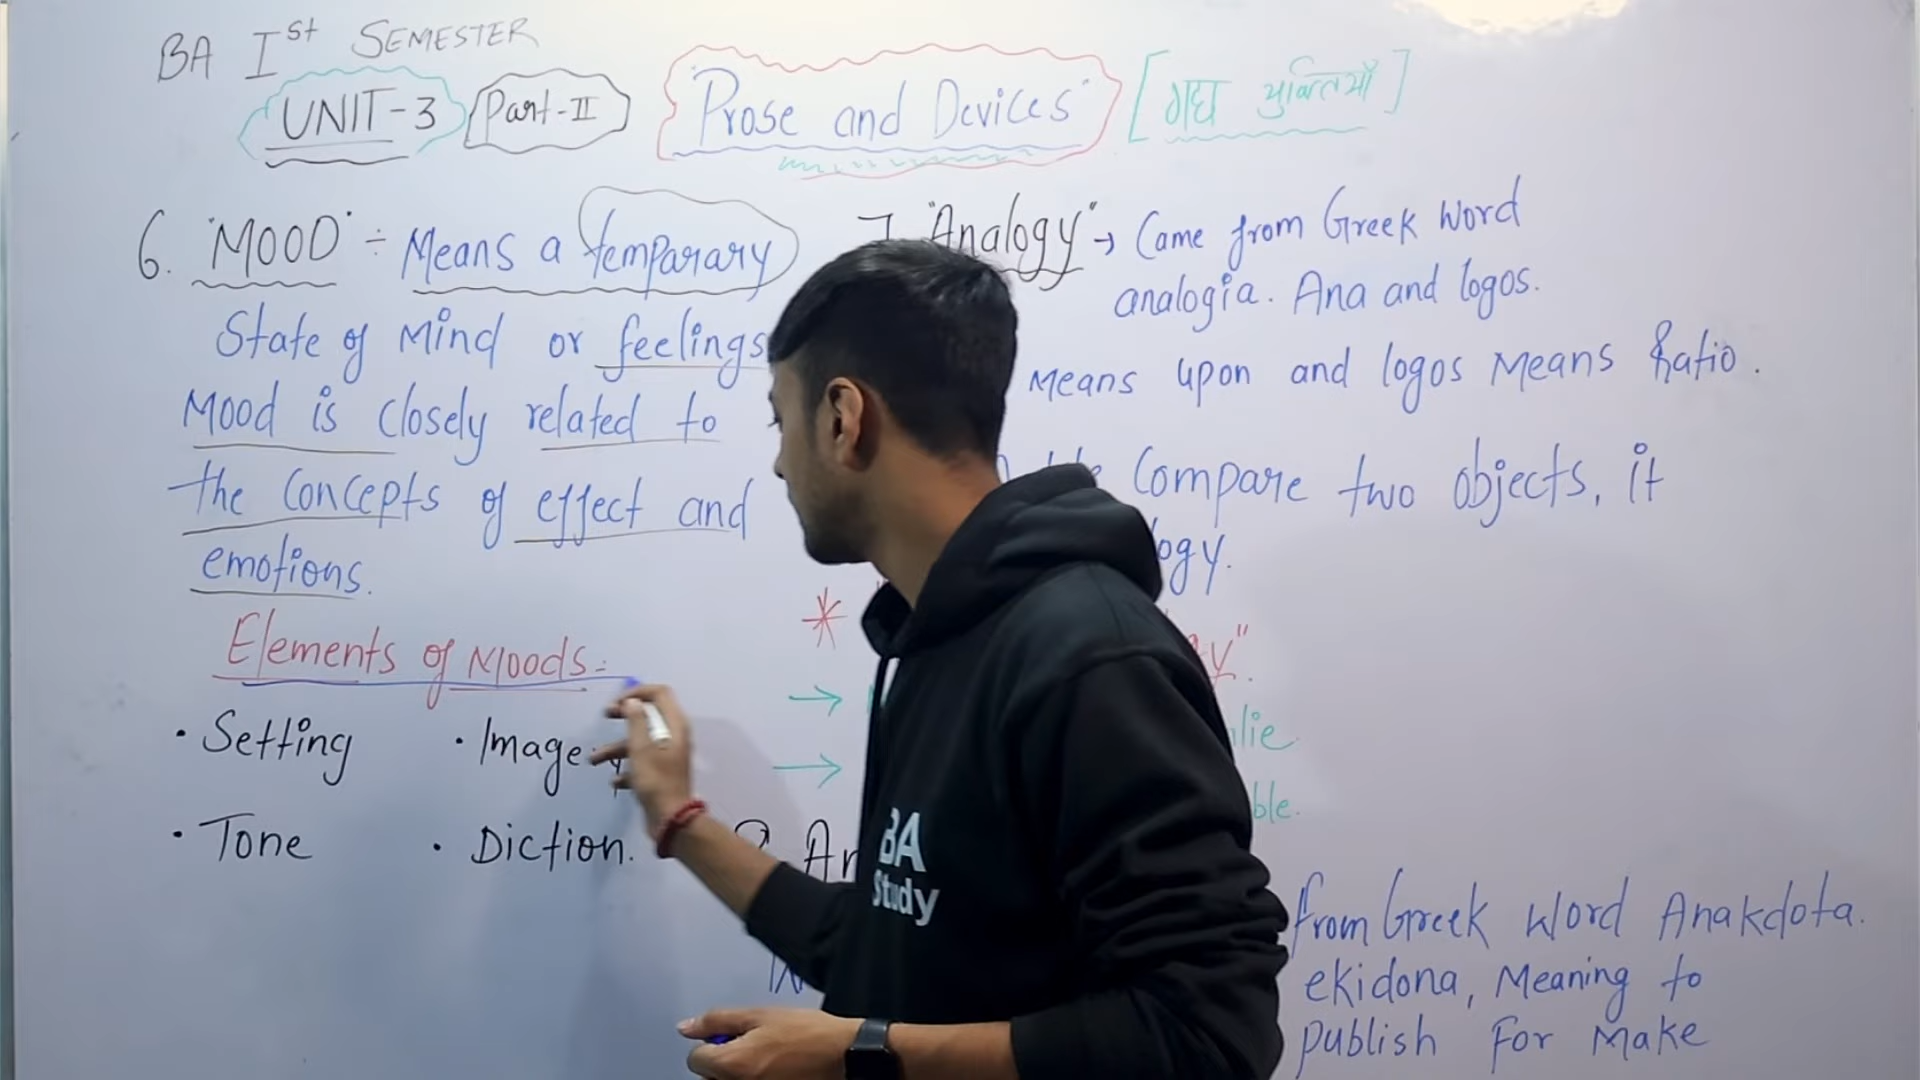 BA Ist SEMESTER
UNIT-3 Part-II "Prose and Devices" [गद्य युक्तियाँ]
6. "MOOD" ÷ Means a temparary
State of Mind or feelings
Mood is closely related to
the concepts of effect and
emotions.
Elements of Moods:
• Setting • Imagery
• Tone • Diction.
7 "Analogy" → Came from Greek Word
analogia. Ana and logos.
Means upon and logos Means Ratio.
Compare two objects, it
*
→
→
BA
Study
from Greek Word Anakdota.
ekidona, Meaning to
publish For Make